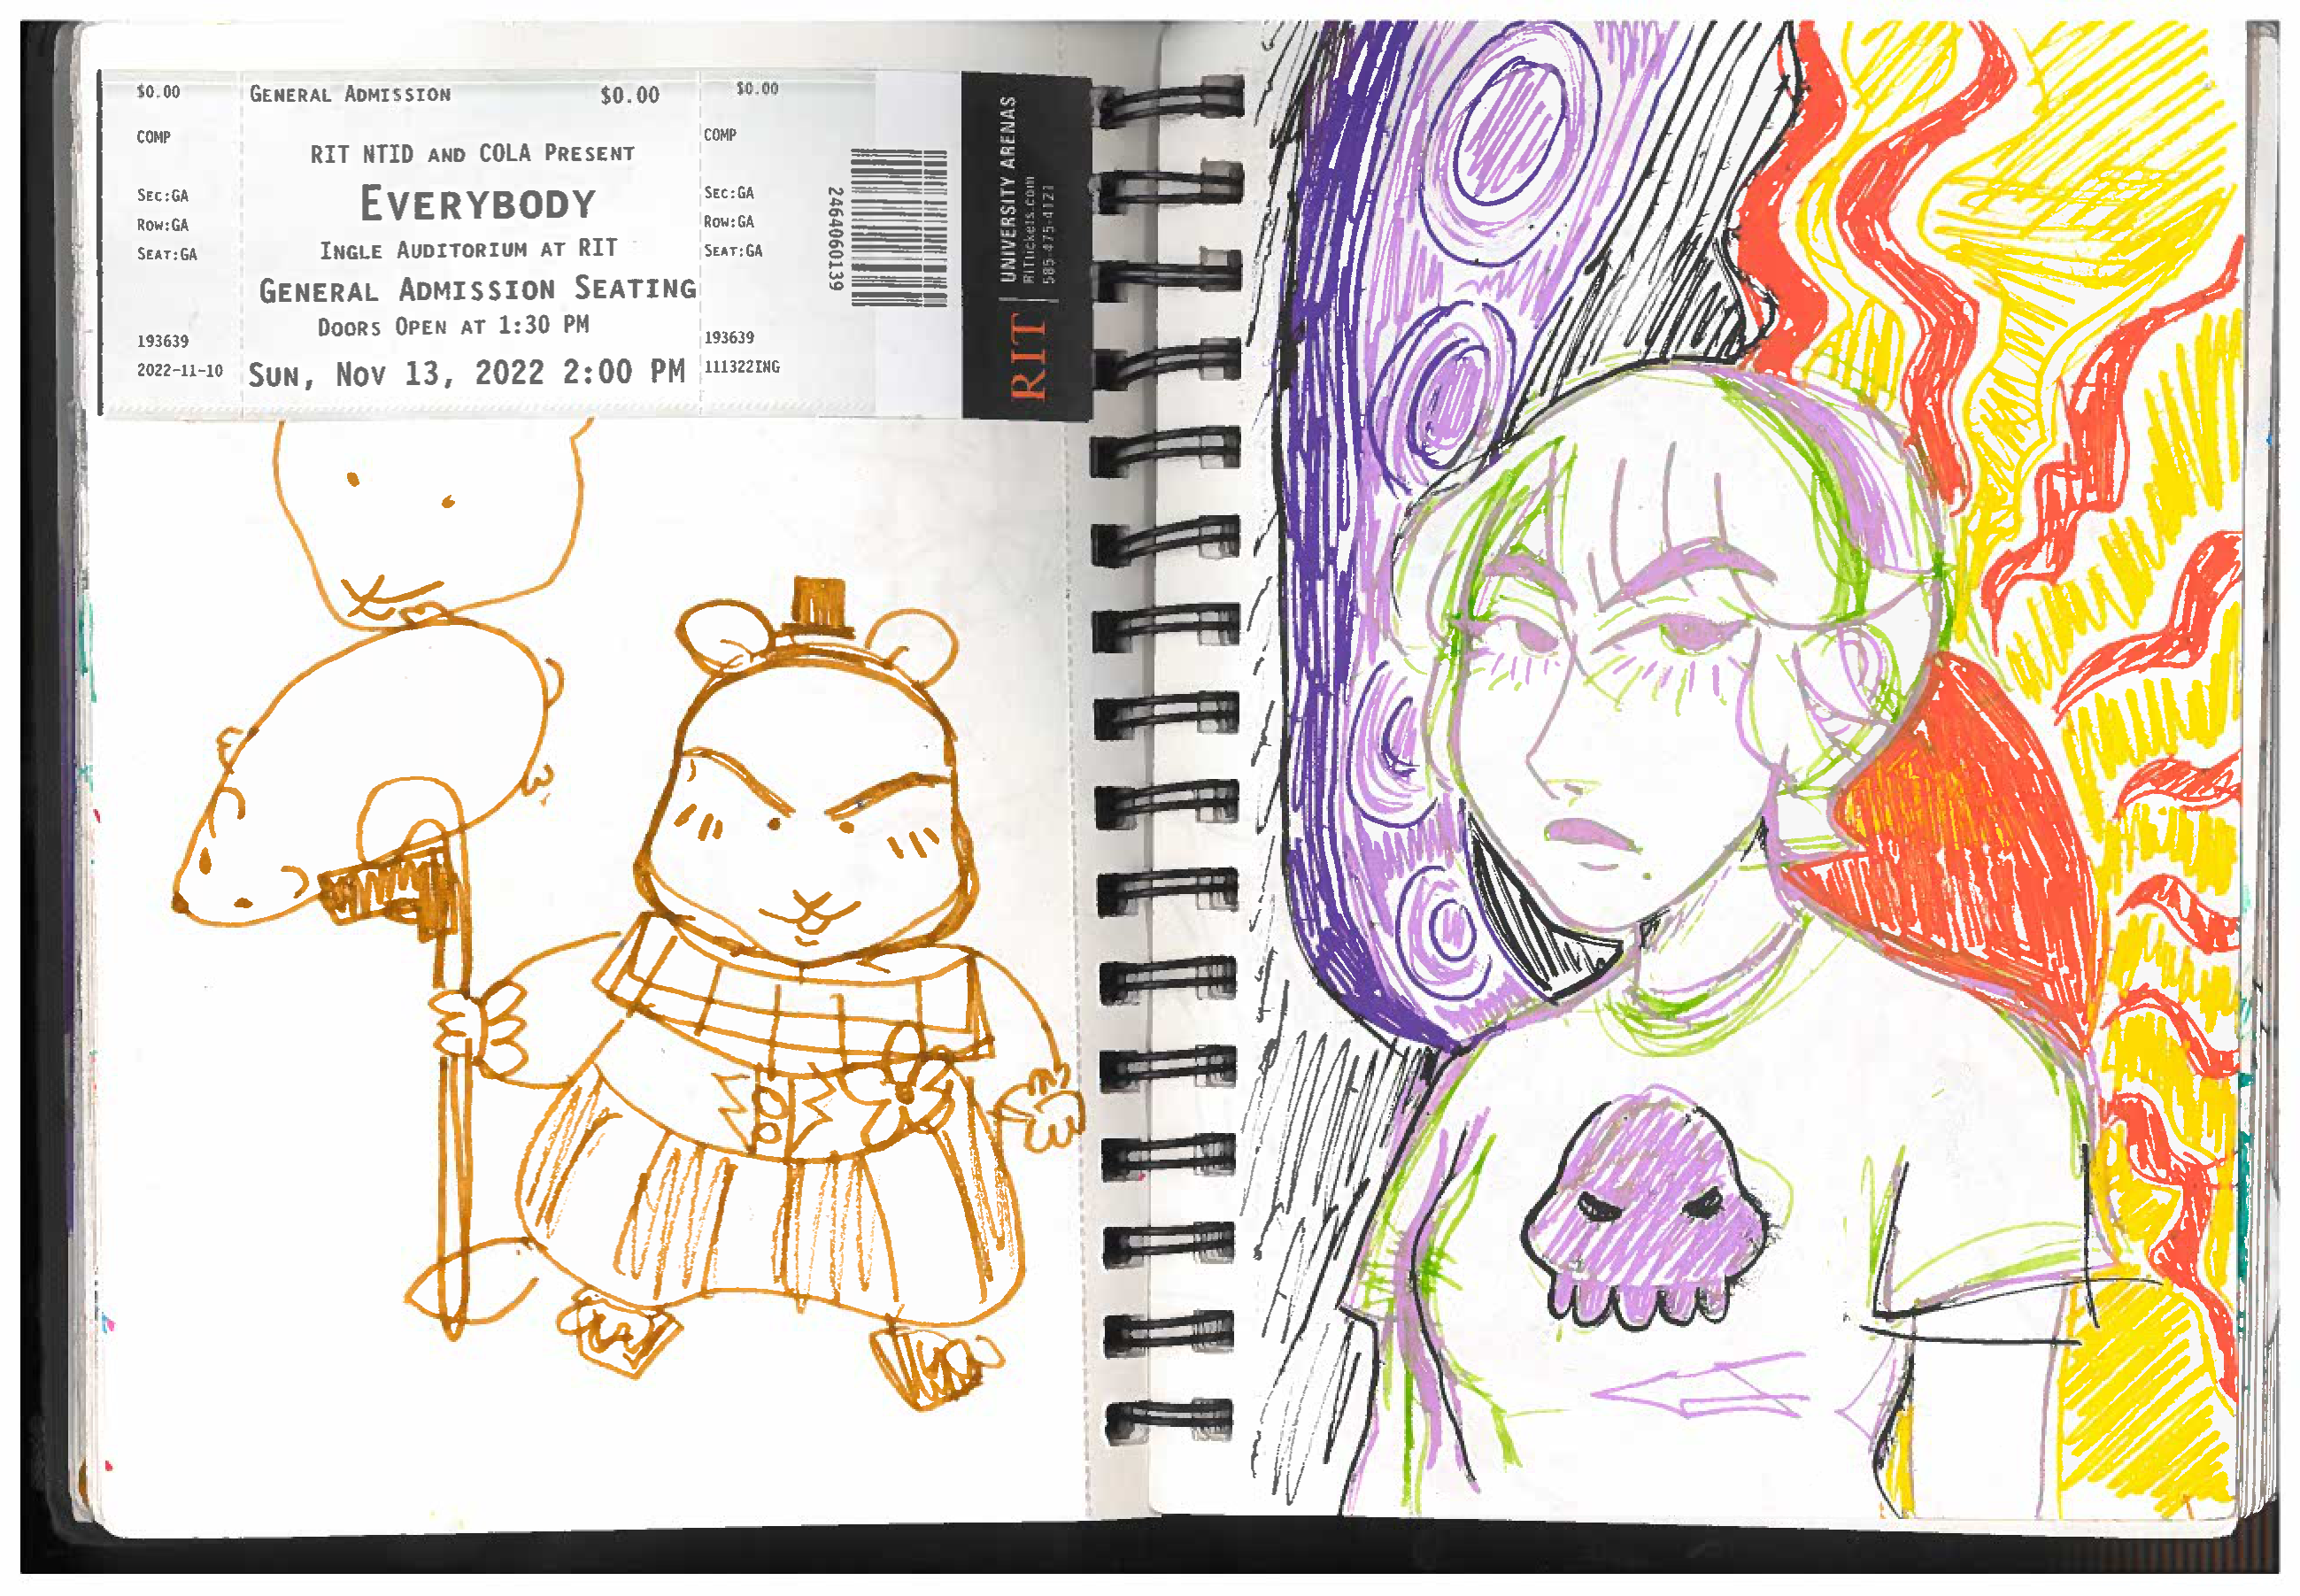 $0.00
COMP
SEC:GA
ROW:GA
SEAT:GA
193639
2022-11-10
GENERAL ADMISSION $0.00
RIT NTID AND COLA PRESENT
EVERYBODY
INGLE AUDITORIUM AT RIT
GENERAL ADMISSION SEATING
DOORS OPEN AT 1:30 PM
SUN, NOV 13, 2022 2:00 PM
$0.00
COMP
SEC:GA
ROW:GA
SEAT:GA
193639
111322ING
2464060139
RIT
UNIVERSITY ARENAS
RITtickets.com
585-475-4121